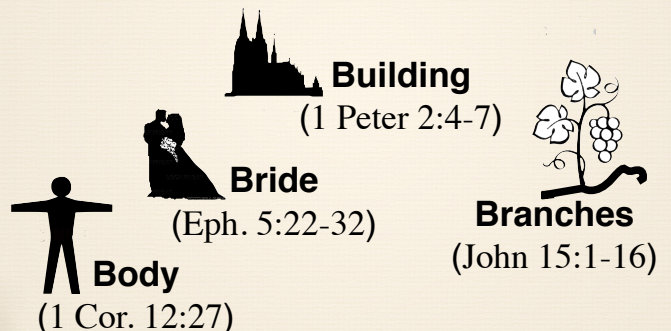 Building
(1 Peter 2:4-7)
Bride
(Eph. 5:22-32)
Branches
(John 15:1-16)
Body
(1 Cor. 12:27)